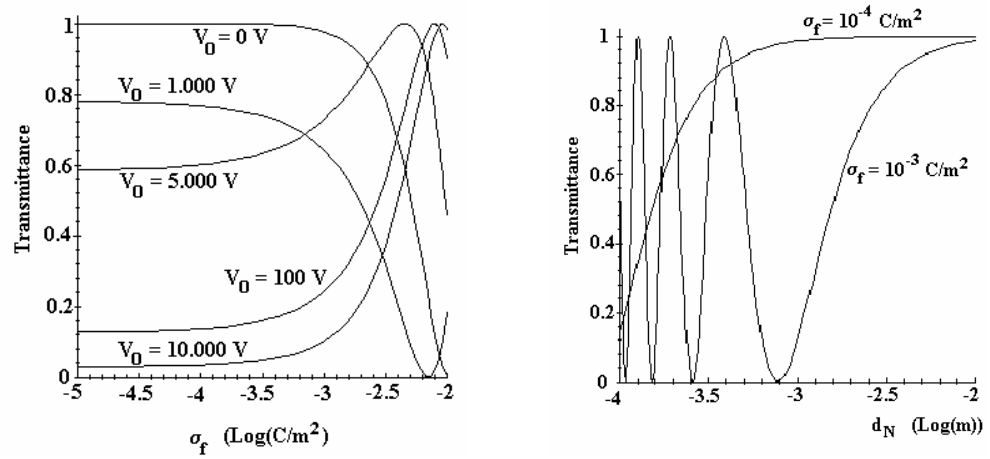 1
0.8
0.6
0.4
0.2
0
Transmittance
V0 = 0 V
V0 = 1.000 V
V0 = 5.000 V
V0 = 100 V
V0 = 10.000 V
-5 -4.5 -4 -3.5 -3 -2.5 -2
σf (Log(C/m2)
1
0.8
0.6
0.4
0.2
0
Transmittance
σf = 10-4 C/m2
σf = 10-3 C/m2
-4 -3.5 -3 -2.5 -2
dN (Log(m))